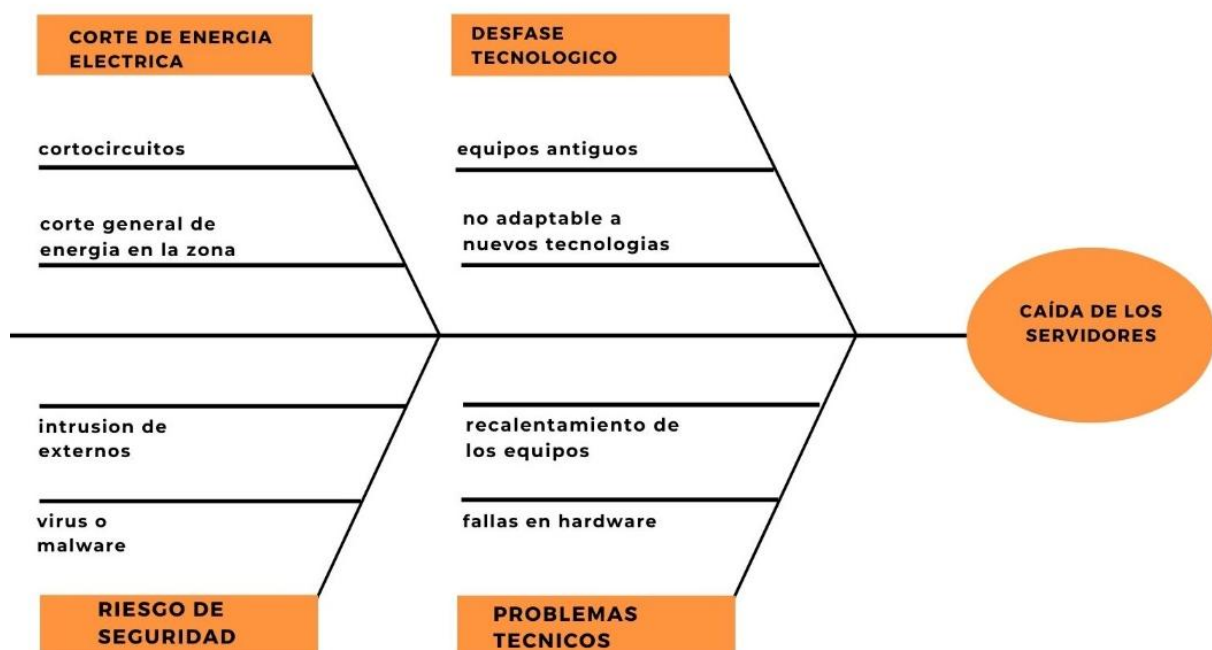 CORTE DE ENERGIA
ELECTRICA
DESFASE
TECNOLOGICO
cortocircuitos
equipos antiguos
corte general de
energia en la zona
no adaptable a
nuevos tecnologias
CAÍDA DE LOS
SERVIDORES
intrusion de
externos
recalentamiento de
los equipos
virus o
malware
fallas en hardware
RIESGO DE
SEGURIDAD
PROBLEMAS
TECNICOS